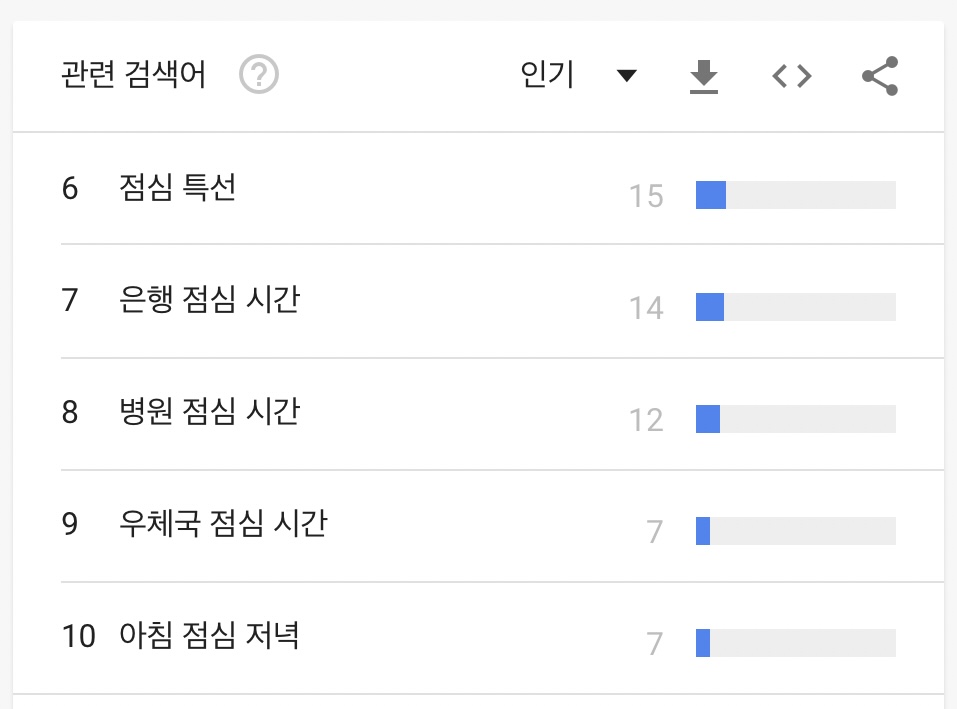 관련 검색어 ? 인기
6 점심 특선 15
7 은행 점심 시간 14
8 병원 점심 시간 12
9 우체국 점심 시간 7
10 아침 점심 저녁 7